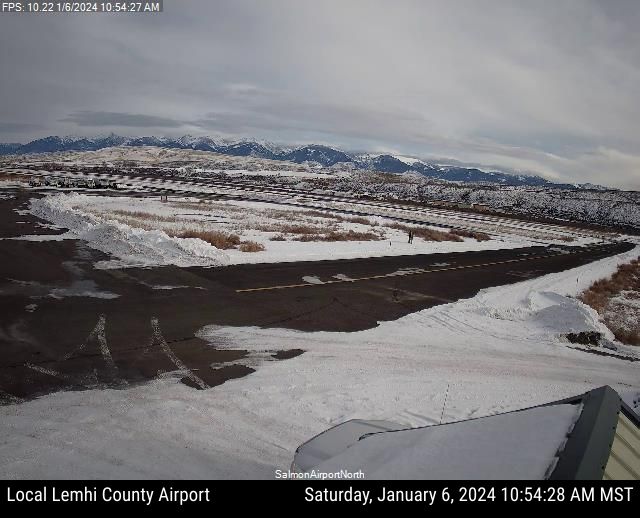 FPS: 10.22 1/6/2024 10:54:27 AM
SalmonAirportNorth
Local Lemhi County Airport Saturday, January 6, 2024 10:54:28 AM MST